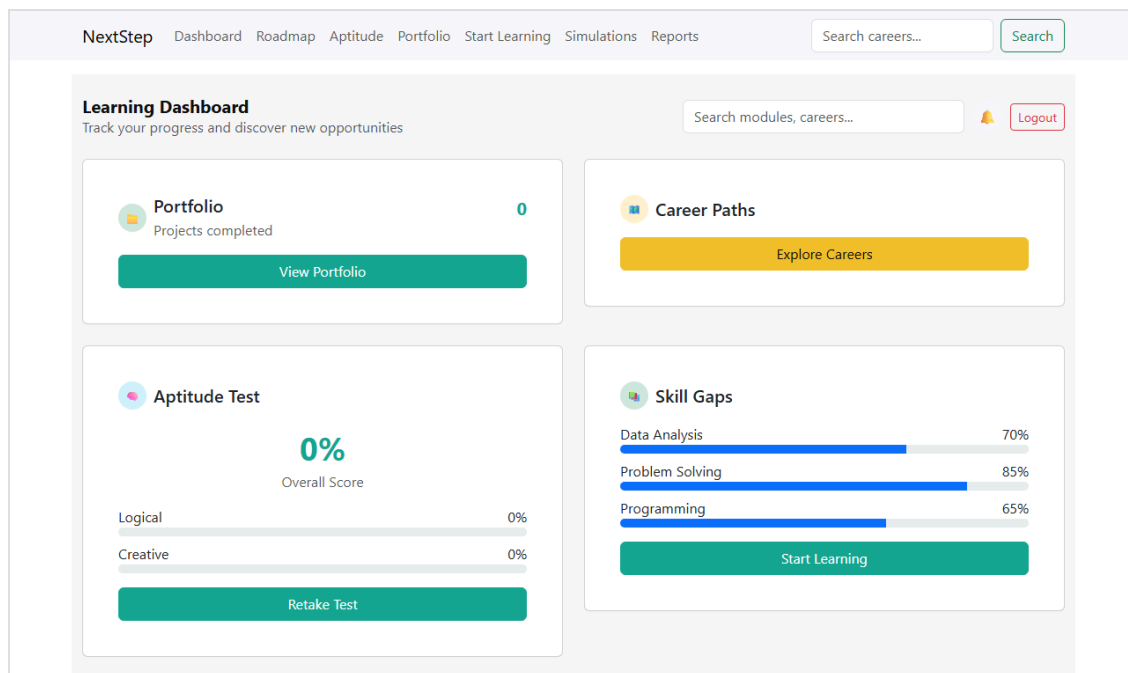 NextStep Dashboard Roadmap Aptitude Portfolio Start Learning Simulations Reports Search careers... Search
Learning Dashboard
Track your progress and discover new opportunities
Search modules, careers... Logout
Portfolio 0
Projects completed
View Portfolio
Career Paths
Explore Careers
Aptitude Test
0%
Overall Score
Logical 0%
Creative 0%
Retake Test
Skill Gaps
Data Analysis 70%
Problem Solving 85%
Programming 65%
Start Learning